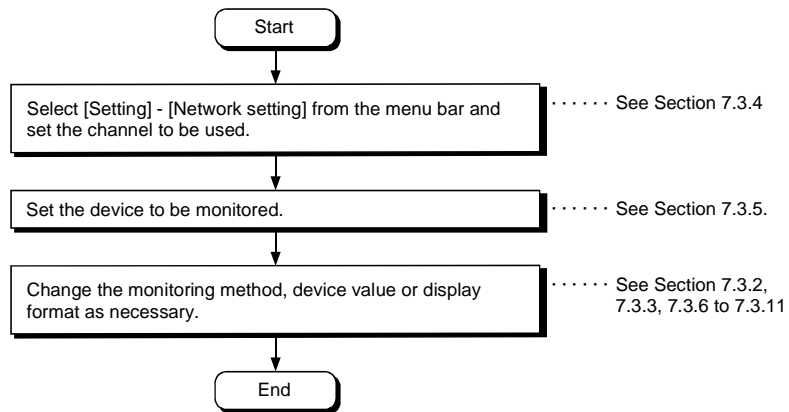 Start
Select [Setting] - [Network setting] from the menu bar and
set the channel to be used.
······ See Section 7.3.4
Set the device to be monitored.
······ See Section 7.3.5.
Change the monitoring method, device value or display
format as necessary.
······ See Section 7.3.2,
7.3.3, 7.3.6 to 7.3.11
End